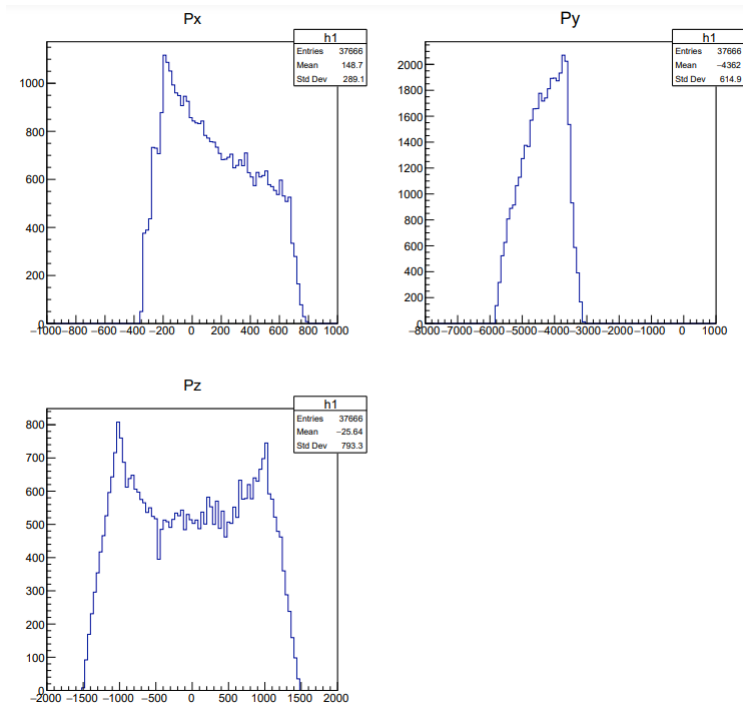 Px
h1
Entries 37666
Mean 148.7
Std Dev 289.1
1000
800
600
400
200
0
−1000 −800 −600 −400 −200 0 200 400 600 800 1000
Py
h1
Entries 37666
Mean −4362
Std Dev 614.9
2000
1800
1600
1400
1200
1000
800
600
400
200
0
−8000 −7000 −6000 −5000 −4000 −3000 −2000 −1000 0 1000
Pz
h1
Entries 37666
Mean −25.64
Std Dev 793.3
800
700
600
500
400
300
200
100
0
−2000 −1500 −1000 −500 0 500 1000 1500 2000